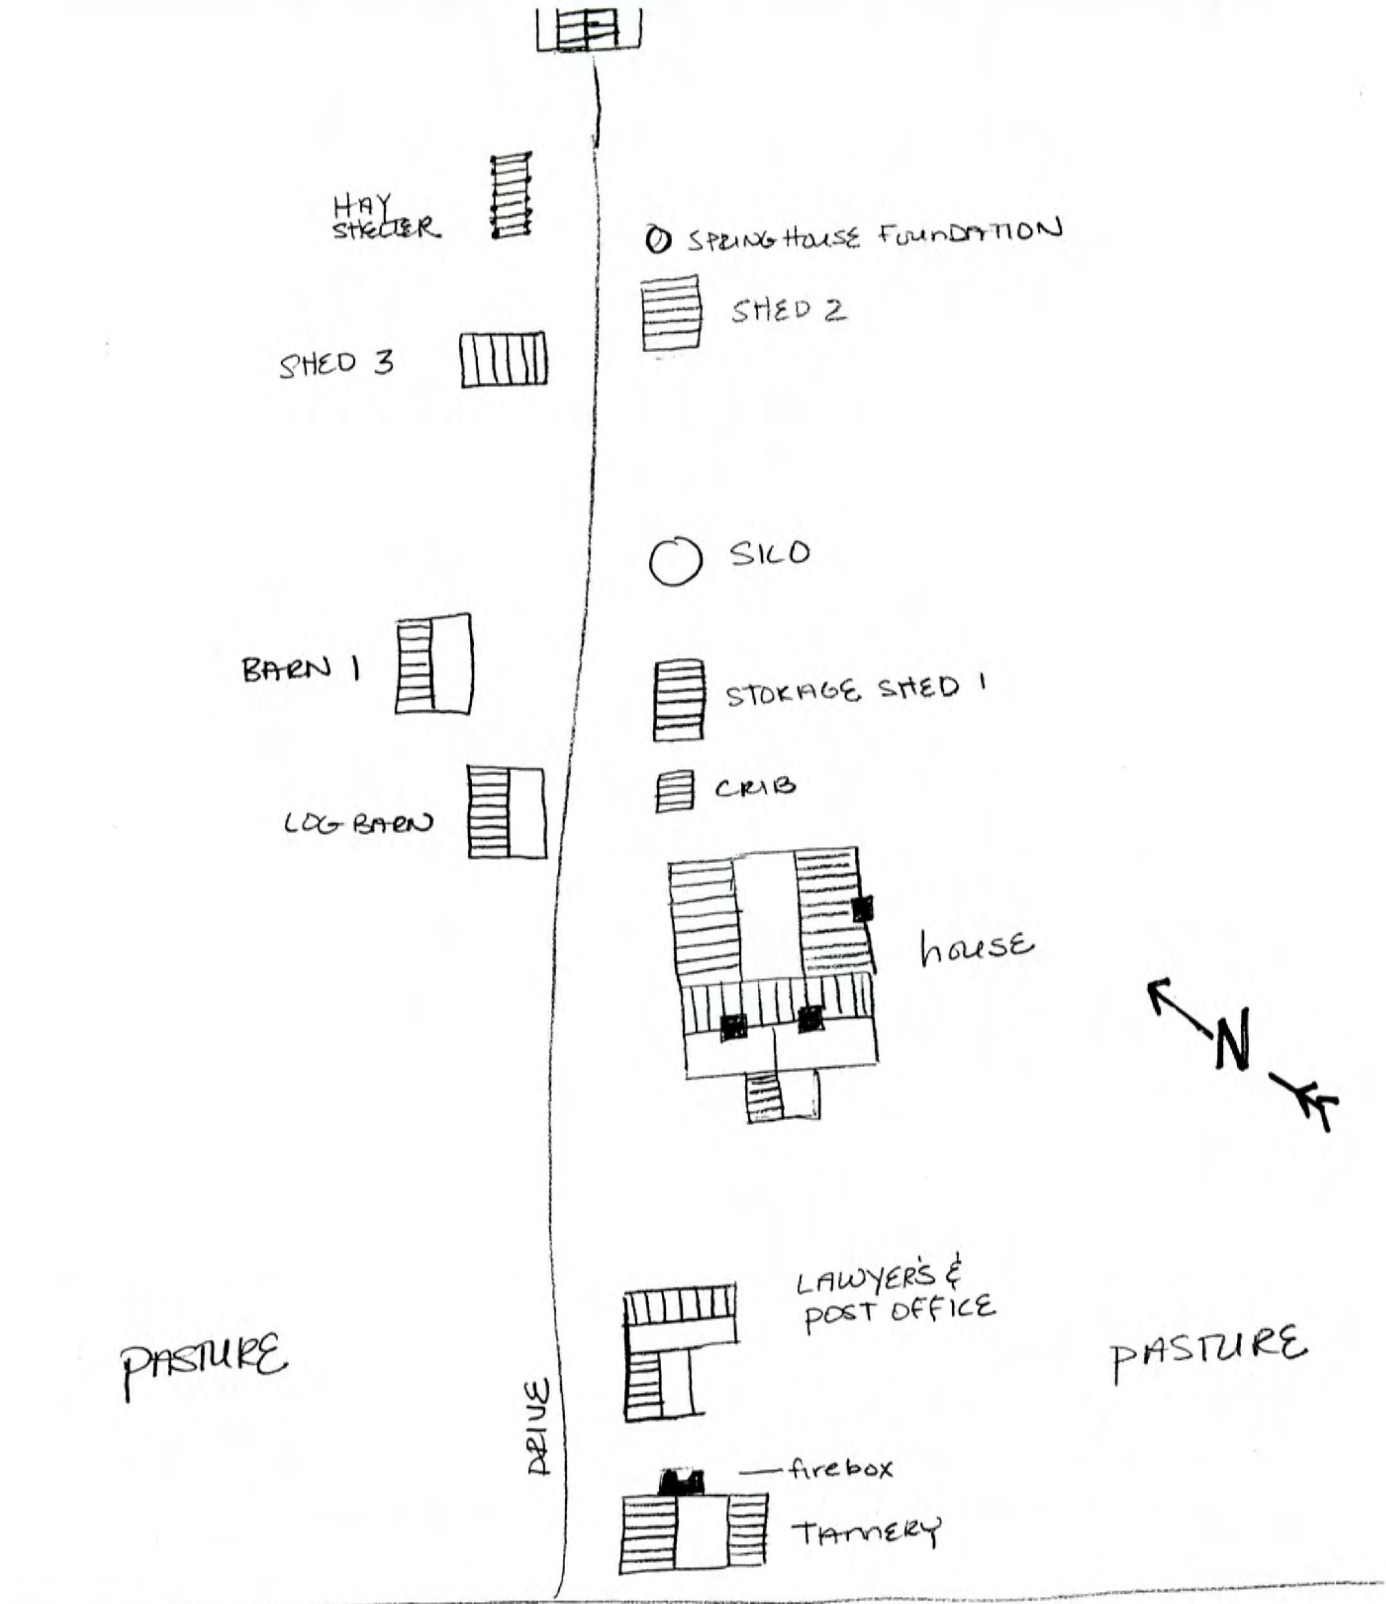 HAY
SHELTER
SPRING HOUSE FOUNDATION
SHED 2
SHED 3
SILO
BARN 1
STORAGE SHED 1
CRIB
LOG BARN
house
N
LAWYER'S &
POST OFFICE
PASTURE
PASTURE
DRIVE
firebox
TANNERY